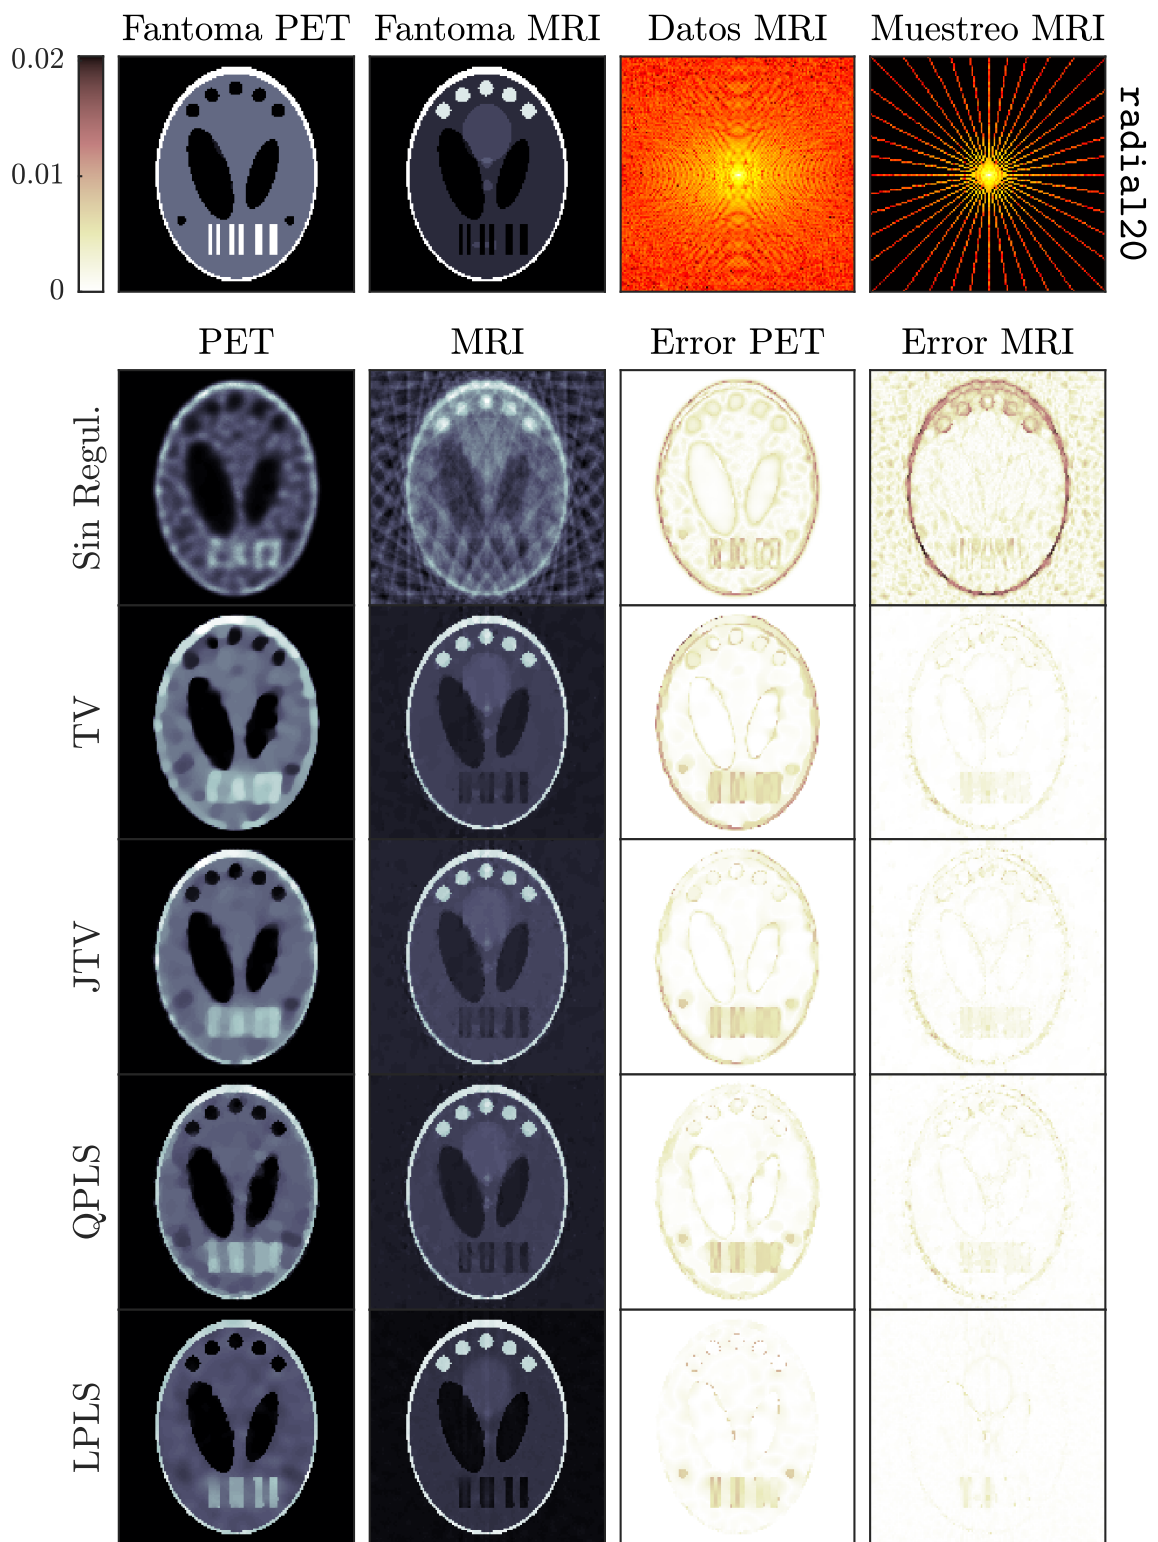 Fantoma PET
Fantoma MRI
Datos MRI
Muestreo MRI
0.02
0.01
0
radial20
PET
MRI
Error PET
Error MRI
Sin Regul.
TV
JTV
QPLS
LPLS